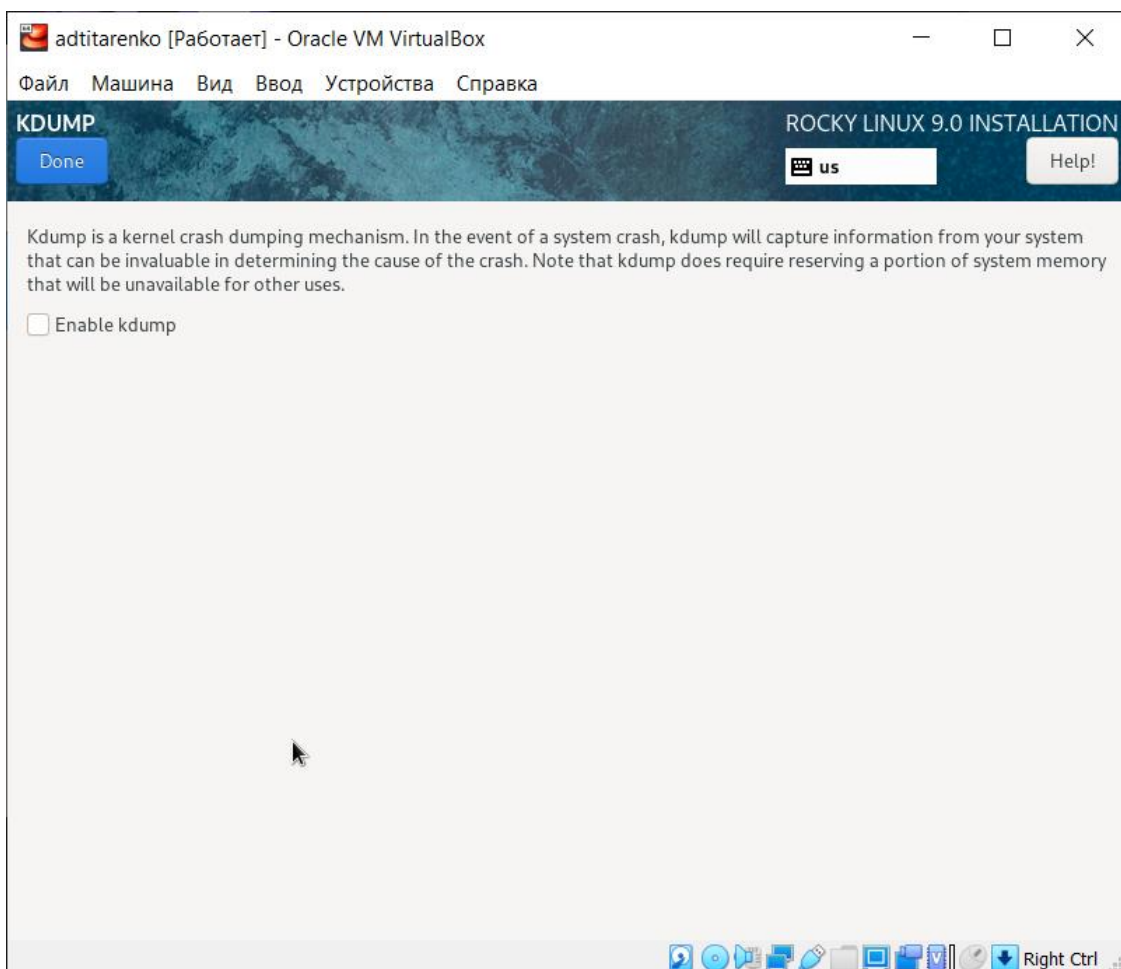 adtitarenko [Работает] - Oracle VM VirtualBox
Файл Машина Вид Ввод Устройства Справка
KDUMP
ROCKY LINUX 9.0 INSTALLATION
Done
us
Help!
Kdump is a kernel crash dumping mechanism. In the event of a system crash, kdump will capture information from your system
that can be invaluable in determining the cause of the crash. Note that kdump does require reserving a portion of system memory
that will be unavailable for other uses.
Enable kdump
Right Ctrl